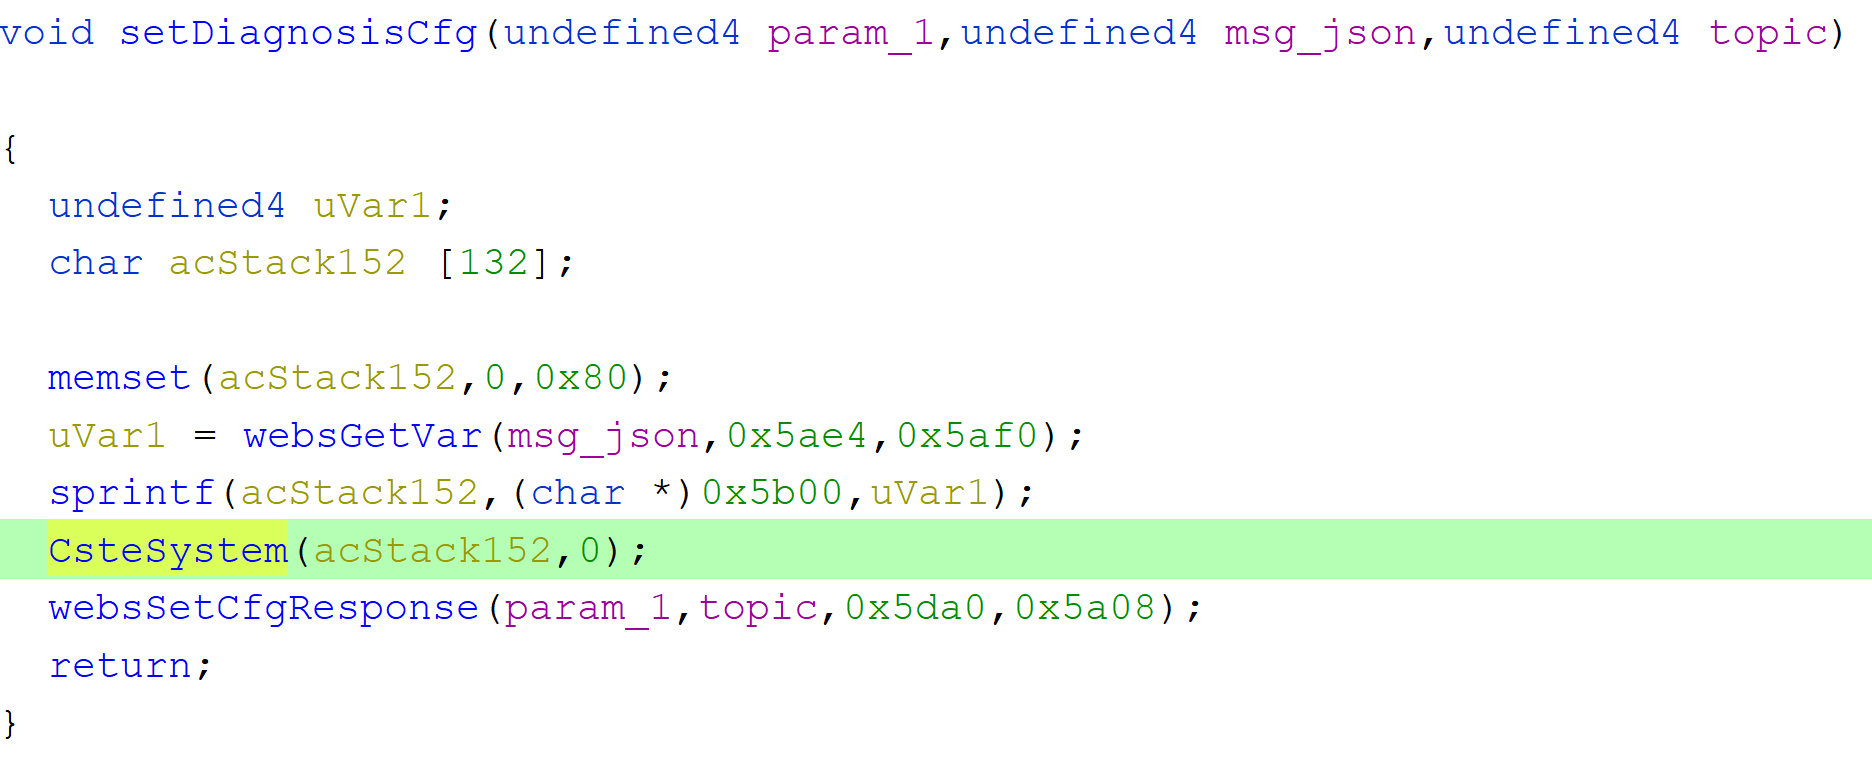 void setDiagnosisCfg(undefined4 param_1,undefined4 msg_json,undefined4 topic)
{
undefined4 uVar1;
char acStack152 [132];
memset(acStack152,0,0x80);
uVar1 = websGetVar(msg_json,0x5ae4,0x5af0);
sprintf(acStack152,(char *)0x5b00,uVar1);
CsteSystem(acStack152,0);
websSetCfgResponse(param_1,topic,0x5da0,0x5a08);
return;
}